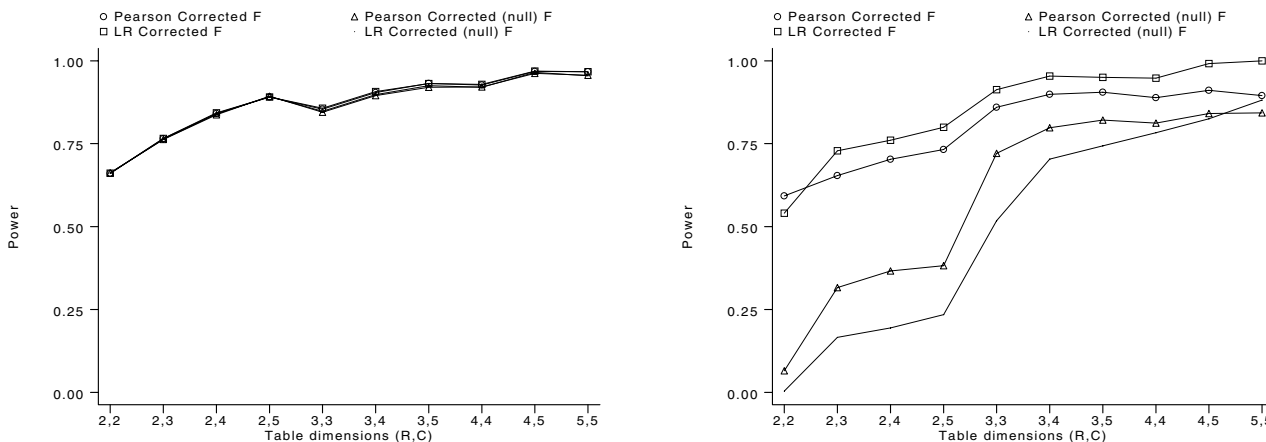 Pearson Corrected F
Pearson Corrected (null) F
LR Corrected F
LR Corrected (null) F
1.00
0.75
0.50
0.25
0.00
Power
2,2 2,3 2,4 2,5 3,3 3,4 3,5 4,4 4,5 5,5
Table dimensions (R,C)
Pearson Corrected F
Pearson Corrected (null) F
LR Corrected F
LR Corrected (null) F
1.00
0.75
0.50
0.25
0.00
Power
2,2 2,3 2,4 2,5 3,3 3,4 3,5 4,4 4,5 5,5
Table dimensions (R,C)